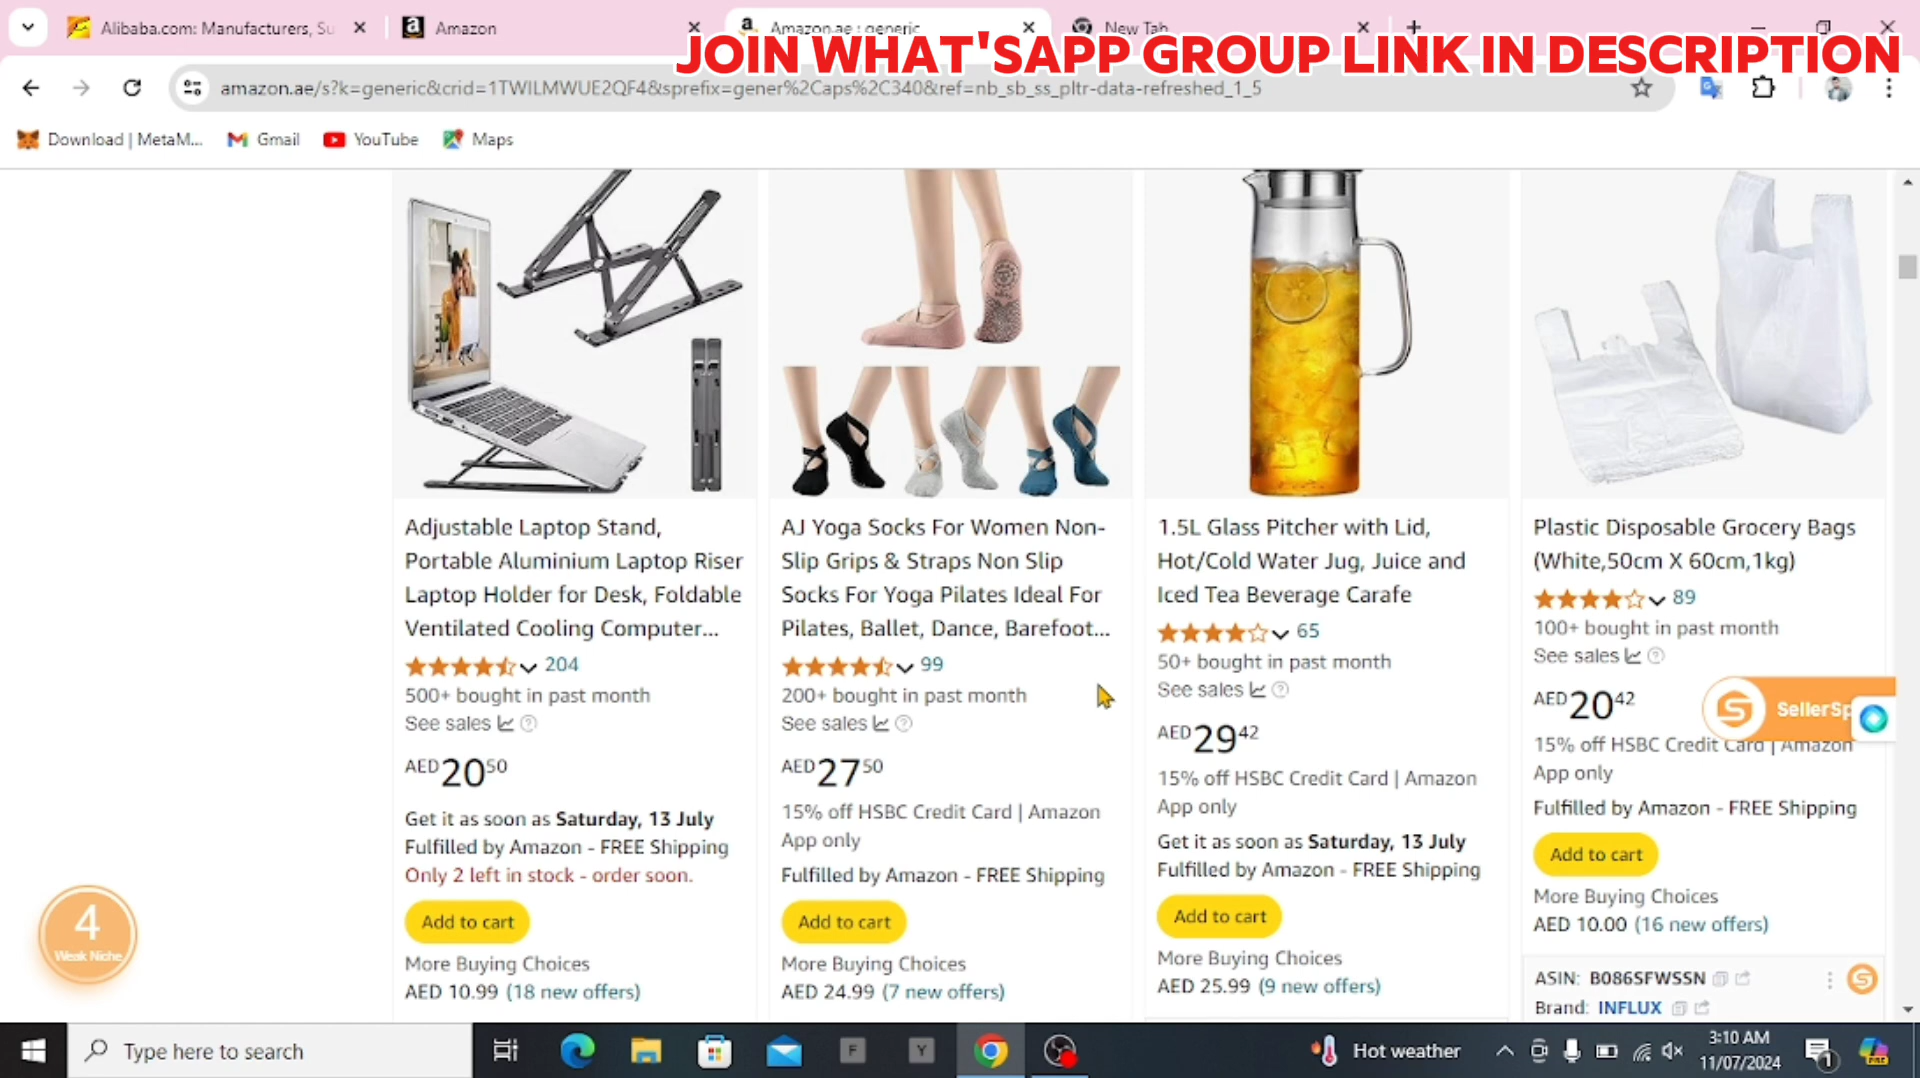 Alibaba.com: Manufacturers, Su
Amazon
Amazon.ae : generic
New Tab
JOIN WHAT'SAPP GROUP LINK IN DESCRIPTION
amazon.ae/s?k=generic&crid=1TWILMWUE2QF4&sprefix=gener%2Caps%2C340&ref=nb_sb_ss_pltr-data-refreshed_1_5
Download | MetaM...
Gmail
YouTube
Maps
Adjustable Laptop Stand,
Portable Aluminium Laptop Riser
Laptop Holder for Desk, Foldable
Ventilated Cooling Computer...
204
500+ bought in past month
See sales
AED 20 50
Get it as soon as Saturday, 13 July
Fulfilled by Amazon - FREE Shipping
Only 2 left in stock - order soon.
Add to cart
More Buying Choices
AED 10.99 (18 new offers)
AJ Yoga Socks For Women Non-
Slip Grips & Straps Non Slip
Socks For Yoga Pilates Ideal For
Pilates, Ballet, Dance, Barefoot...
99
200+ bought in past month
See sales
AED 27 50
15% off HSBC Credit Card | Amazon
App only
Fulfilled by Amazon - FREE Shipping
Add to cart
More Buying Choices
AED 24.99 (7 new offers)
1.5L Glass Pitcher with Lid,
Hot/Cold Water Jug, Juice and
Iced Tea Beverage Carafe
65
50+ bought in past month
See sales
AED 29 42
15% off HSBC Credit Card | Amazon
App only
Get it as soon as Saturday, 13 July
Fulfilled by Amazon - FREE Shipping
Add to cart
More Buying Choices
AED 25.99 (9 new offers)
Plastic Disposable Grocery Bags
(White,50cm X 60cm,1kg)
89
100+ bought in past month
See sales
AED 20 42
15% off HSBC Credit Card | Amazon
App only
Fulfilled by Amazon - FREE Shipping
Add to cart
More Buying Choices
AED 10.00 (16 new offers)
ASIN: B086SFWSSN
Brand: INFLUX
SellerSp
4
Weak Niche
Type here to search
F
Y
Hot weather
3:10 AM
11/07/2024
1